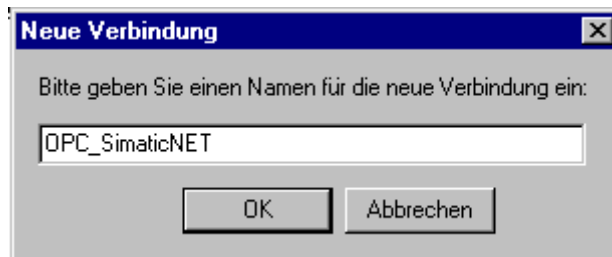 Neue Verbindung
Bitte geben Sie einen Namen für die neue Verbindung ein:
OPC_SimaticNET
OK
Abbrechen